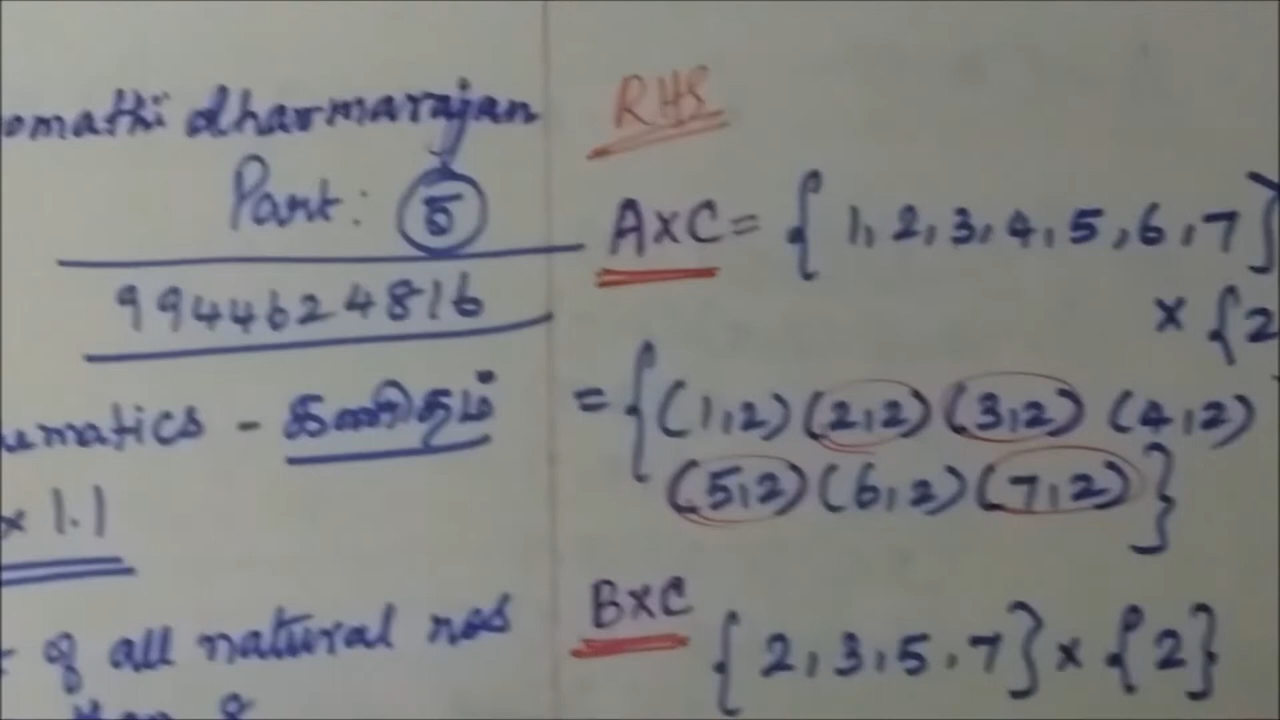 omathi dharmarajan
Part: 5
9944624816
ematics - கணிதம்
x 1.1
of all natural nos
8
RHS
AxC = { 1, 2, 3, 4, 5, 6, 7 }
x {2
= { (1,2) (2,2) (3,2) (4,2)
(5,2) (6,2) (7,2) }
BxC
{ 2, 3, 5, 7 } x {2}